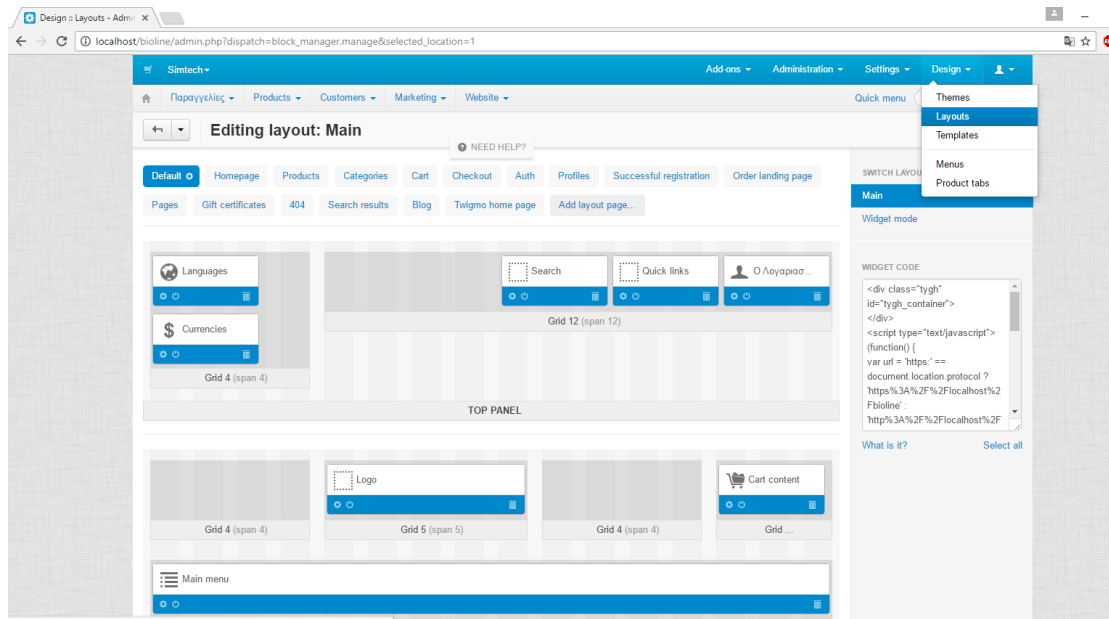 Design :: Layouts - Admi
localhost/bioline/admin.php?dispatch=block_manager.manage&selected_location=1
Simtech
Add-ons
Administration
Settings
Design
Παραγγελίες
Products
Customers
Marketing
Website
Quick menu
Themes
Layouts
Templates
Menus
Product tabs
Editing layout: Main
NEED HELP?
Default
Homepage
Products
Categories
Cart
Checkout
Auth
Profiles
Successful registration
Order landing page
Pages
Gift certificates
404
Search results
Blog
Twigmo home page
Add layout page...
SWITCH LAYOU
Main
Widget mode
Languages
Search
Quick links
Ο Λογαριασ...
Currencies
Grid 12 (span 12)
Grid 4 (span 4)
TOP PANEL
WIDGET CODE
<div class="tygh"
id="tygh_container">
</div>
<script type="text/javascript">
(function() {
var url = 'https:' ==
document.location.protocol ?
'https%3A%2F%2Flocalhost%2
Fbioline' :
'http%3A%2F%2Flocalhost%2F
What is it?
Select all
Logo
Cart content
Grid 4 (span 4)
Grid 5 (span 5)
Grid 4 (span 4)
Grid ...
Main menu